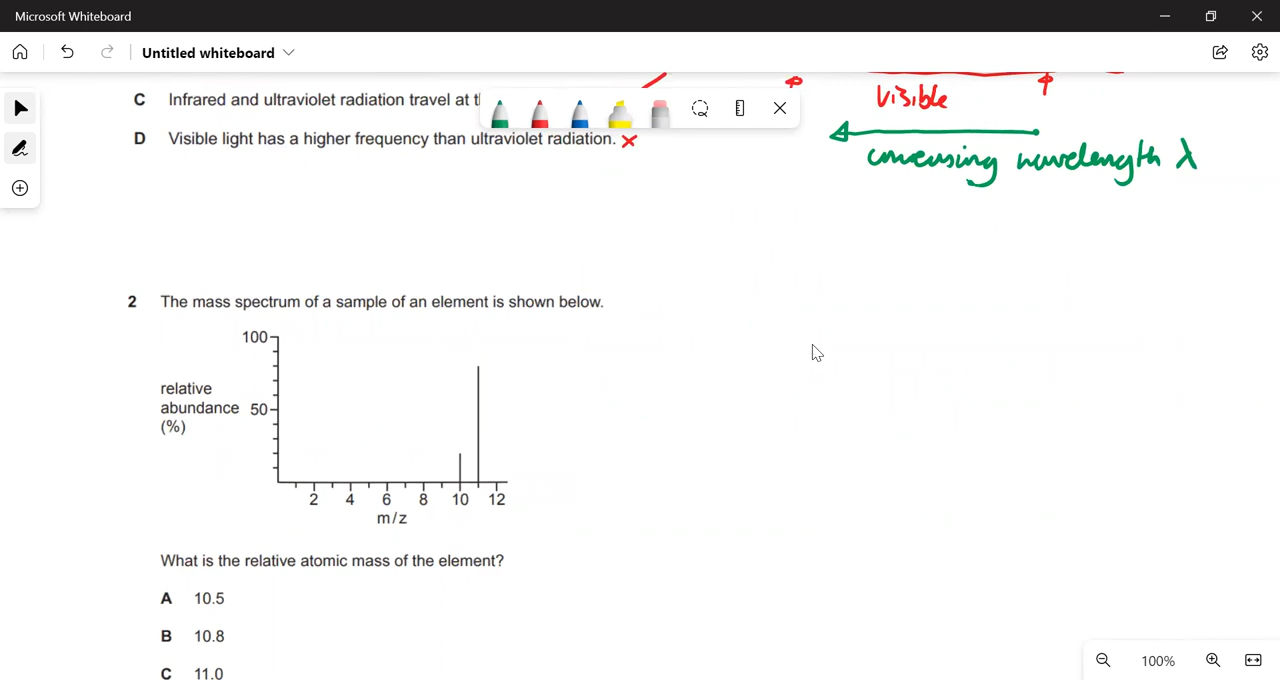 Microsoft Whiteboard
Untitled whiteboard
C Infrared and ultraviolet radiation travel at t
visible
D Visible light has a higher frequency than ultraviolet radiation. ×
increasing wavelength λ
2 The mass spectrum of a sample of an element is shown below.
100
relative
abundance 50
(%)
2 4 6 8 10 12
m/z
What is the relative atomic mass of the element?
A 10.5
B 10.8
C 11.0
100%